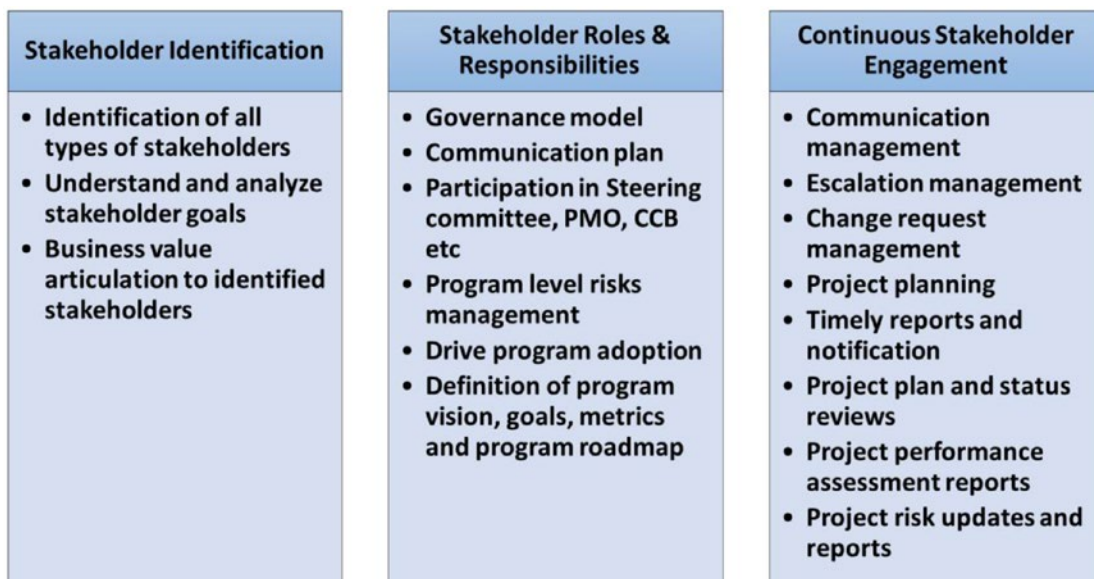 Stakeholder Identification
• Identification of all
types of stakeholders
• Understand and analyze
stakeholder goals
• Business value
articulation to identified
stakeholders
Stakeholder Roles &
Responsibilities
• Governance model
• Communication plan
• Participation in Steering
committee, PMO, CCB
etc
• Program level risks
management
• Drive program adoption
• Definition of program
vision, goals, metrics
and program roadmap
Continuous Stakeholder
Engagement
• Communication
management
• Escalation management
• Change request
management
• Project planning
• Timely reports and
notification
• Project plan and status
reviews
• Project performance
assessment reports
• Project risk updates and
reports